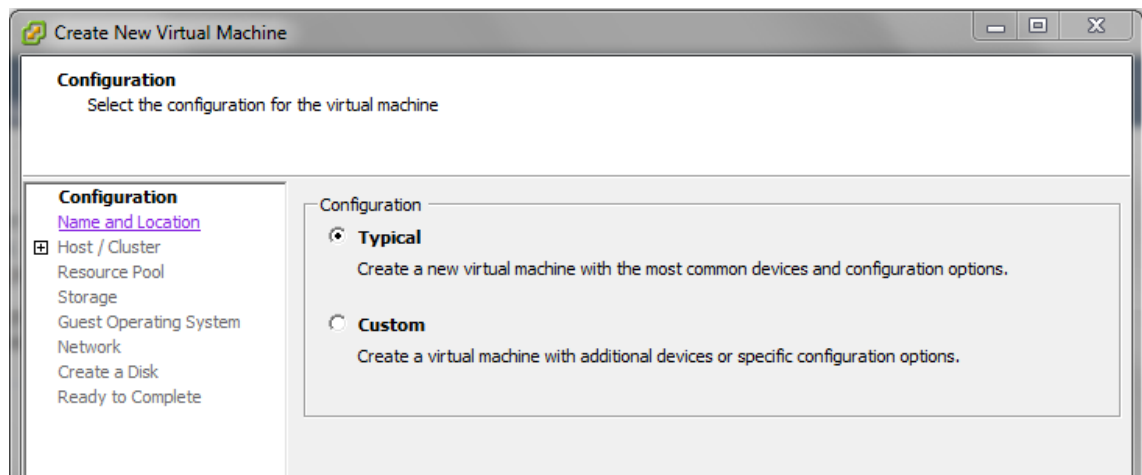 Create New Virtual Machine
Configuration
Select the configuration for the virtual machine
Configuration
Name and Location
Host / Cluster
Resource Pool
Storage
Guest Operating System
Network
Create a Disk
Ready to Complete
Configuration
Typical
Create a new virtual machine with the most common devices and configuration options.
Custom
Create a virtual machine with additional devices or specific configuration options.